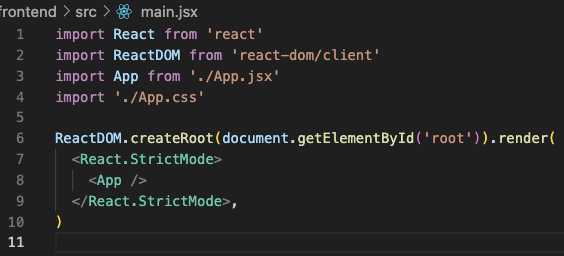 frontend > src > main.jsx
1 import React from 'react'
2 import ReactDOM from 'react-dom/client'
3 import App from './App.jsx'
4 import './App.css'
5
6 ReactDOM.createRoot(document.getElementById('root')).render(
7   <React.StrictMode>
8     <App />
9   </React.StrictMode>,
10 )
11